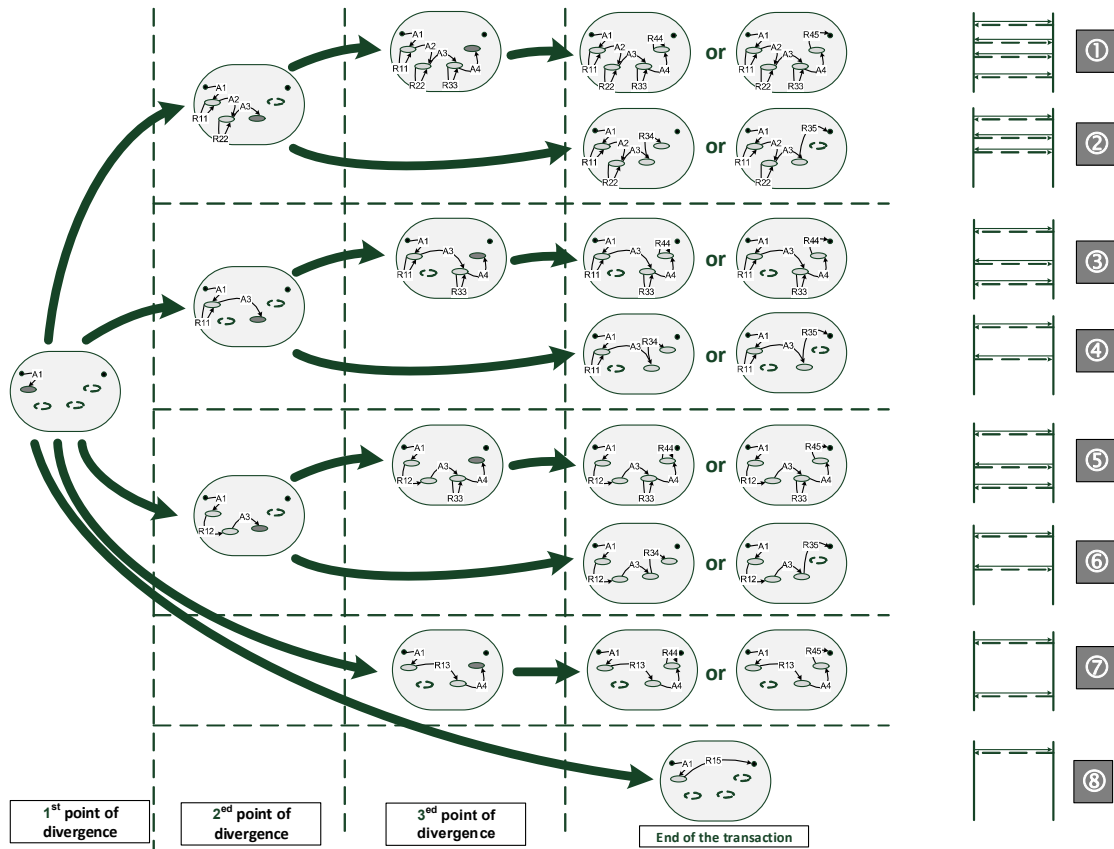 A1
A2
A3
R11
A4
R22
R33
A1
R44
A2
A3
R11
A4
R22
R33
or
A1
R45
A2
A3
R11
A4
R22
R33
①
A1
A2
A3
R11
R22
A1
R34
A2
A3
R11
R22
or
A1
R35
A2
A3
R11
R22
②
A1
A3
R11
A4
R33
A1
R44
A3
R11
A4
R33
or
A1
R44
A3
R11
A4
R33
③
A1
A3
R11
A1
R34
A3
R11
or
A1
R35
A3
R11
④
A1
A1
A3
R12
A4
R33
A1
R44
A3
R12
A4
R33
or
A1
R45
A3
R12
A4
R33
⑤
A1
A3
R12
A1
R34
A3
R12
or
A1
R35
A3
R12
⑥
A1
R13
A4
A1
R44
R13
A4
or
A1
R45
R13
A4
⑦
A1
R15
⑧
1st point of
divergence
2ed point of
divergence
3ed point of
divergence
End of the transaction